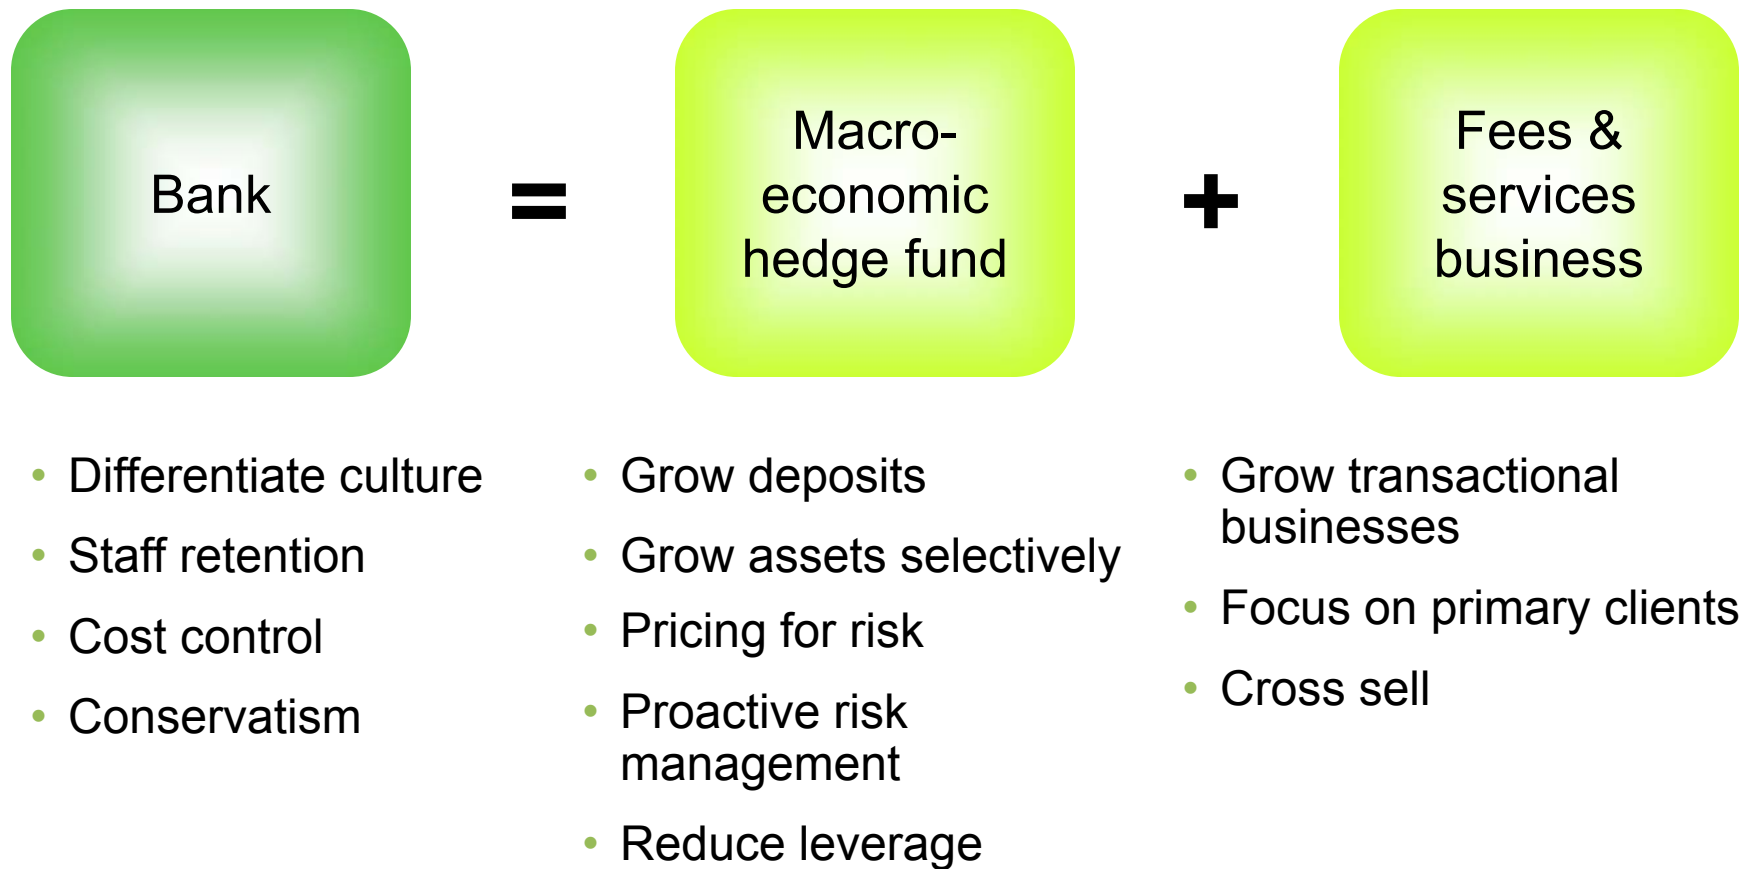 Bank
=
Macro-
economic
hedge fund
+
Fees &
services
business
• Differentiate culture
• Staff retention
• Cost control
• Conservatism
• Grow deposits
• Grow assets selectively
• Pricing for risk
• Proactive risk
management
• Reduce leverage
• Grow transactional
businesses
• Focus on primary clients
• Cross sell